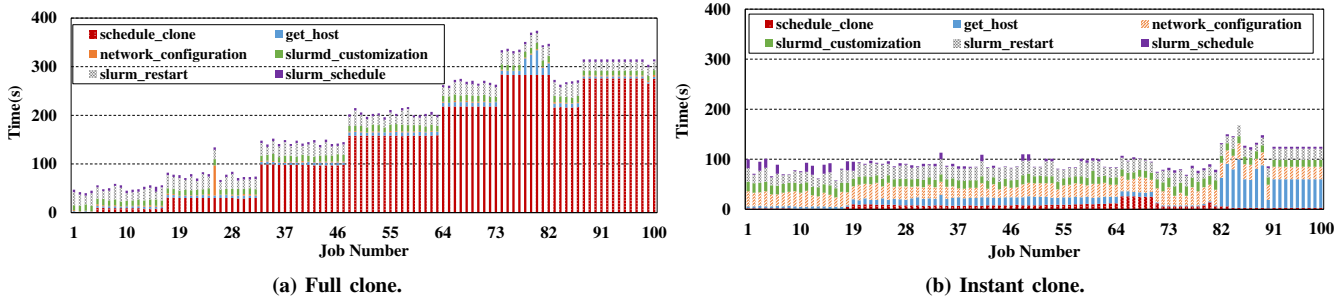 400
schedule_clone get_host
network_configuration slurmd_customization
slurm_restart slurm_schedule
300
200
100
0
Time(s)
1 10 19 28 37 46 55 64 73 82 91 100
Job Number
(a) Full clone.
400
schedule_clone get_host network_configuration
slurmd_customization slurm_restart slurm_schedule
300
200
100
0
Time(s)
1 10 19 28 37 46 55 64 73 82 91 100
Job Number
(b) Instant clone.